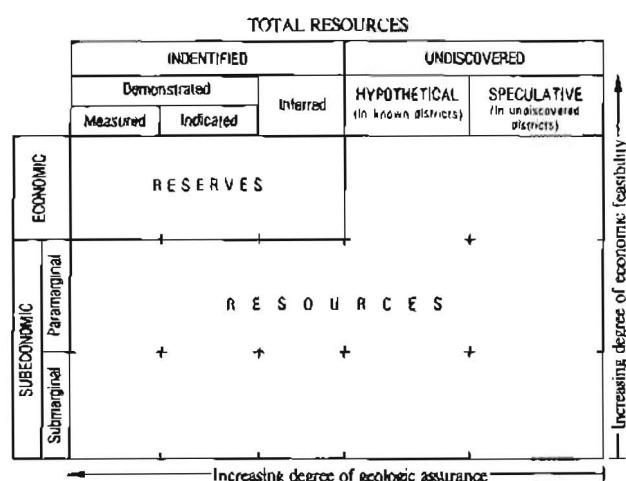 TOTAL RESOURCES
INDENTIFIED
UNDISCOVERED
Demonstrated
Inferred
HYPOTHETICAL
(In known districts)
SPECULATIVE
(In undiscovered
districts)
Measured
Indicated
ECONOMIC
RESERVES
SUBECONOMIC
Paramarginal
RESOURCES
Submarginal
Increasing degree of economic feasibility
Increasing degree of geologic assurance